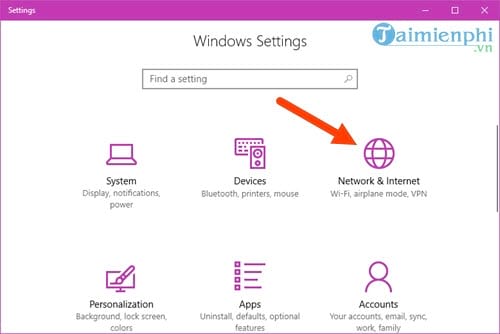 Settings
Taimienphi
.vn
Windows Settings
Find a setting
System
Display, notifications,
power
Devices
Bluetooth, printers, mouse
Network & Internet
Wi-Fi, airplane mode, VPN
Personalization
Background, lock screen,
colors
Apps
Uninstall, defaults, optional
features
Accounts
Your accounts, email, sync,
work, family